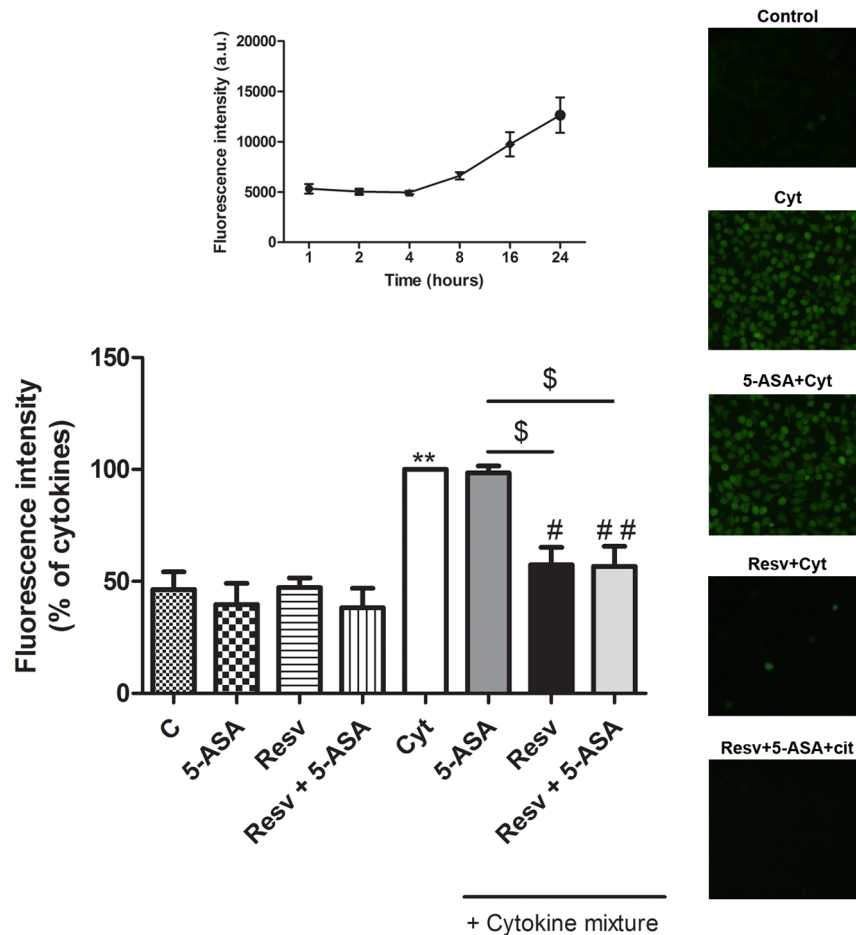 Fluorescence intensity (a.u.)
20000
15000
10000
5000
0
1 2 4 8 16 24
Time (hours)
Fluorescence intensity
(% of cytokines)
150
100
50
0
$
$
**
#
# #
C
5-ASA
Resv
Resv + 5-ASA
Cyt
5-ASA
Resv
Resv + 5-ASA
+ Cytokine mixture
Control
Cyt
5-ASA+Cyt
Resv+Cyt
Resv+5-ASA+cit